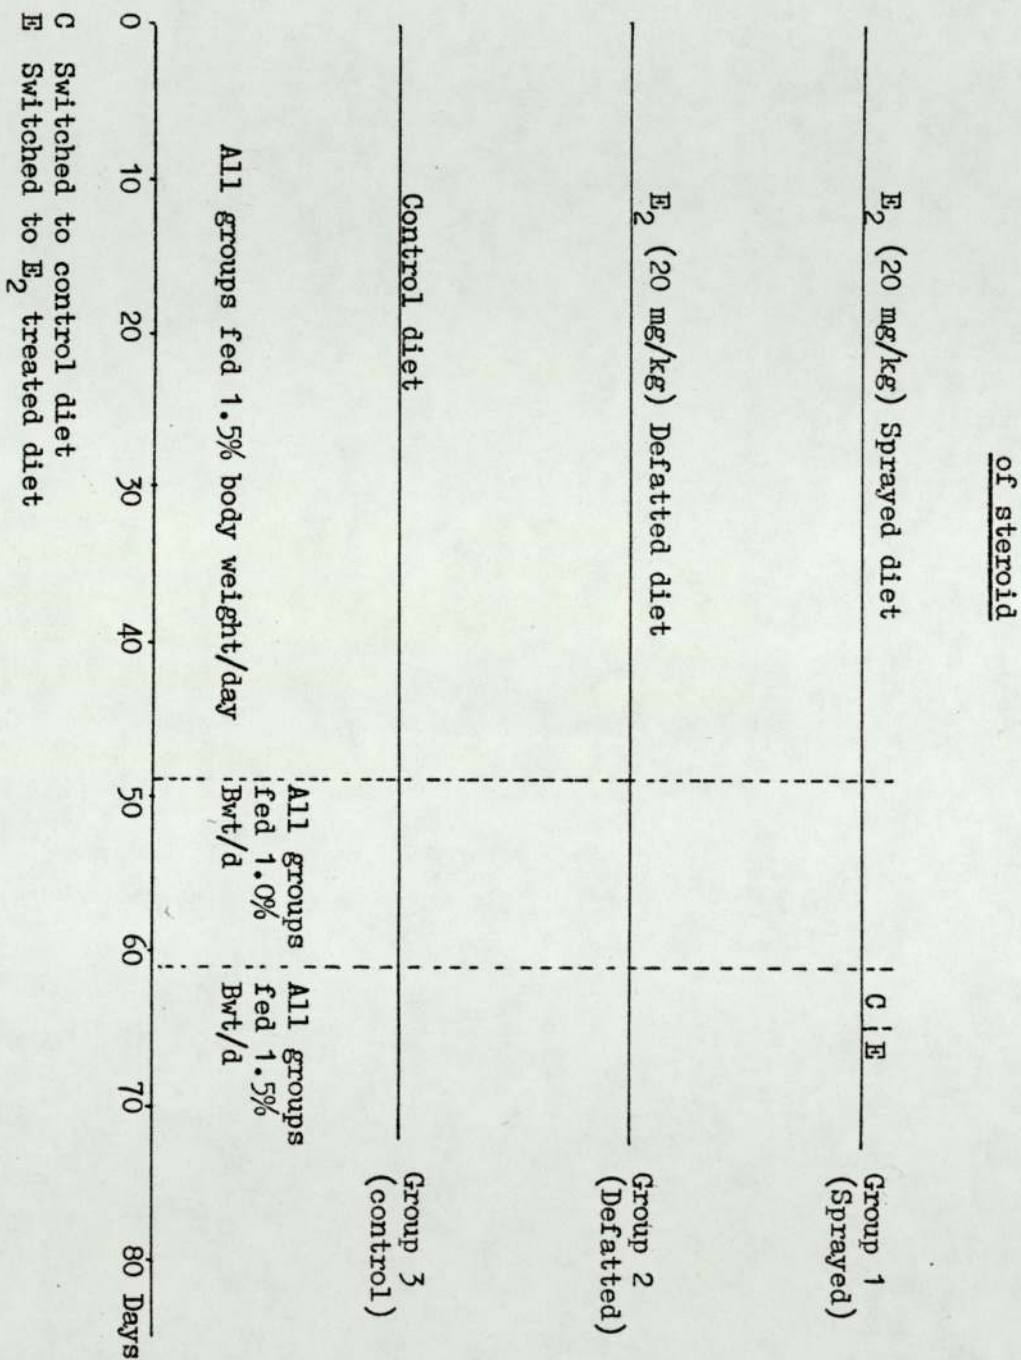 of steroid
E₂ (20 mg/kg) Sprayed diet
C ¦ E
Group 1
(Sprayed)
E₂ (20 mg/kg) Defatted diet
Group 2
(Defatted)
Control diet
Group 3
(control)
All groups fed 1.5% body weight/day
All groups
fed 1.0%
Bwt/d
All groups
fed 1.5%
Bwt/d
0 10 20 30 40 50 60 70 80 Days
C Switched to control diet
E Switched to E₂ treated diet